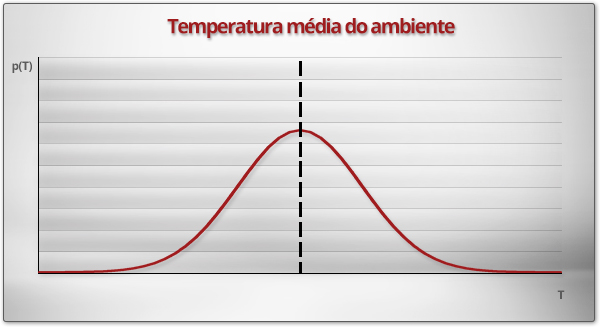 Temperatura média do ambiente
p(T)
T